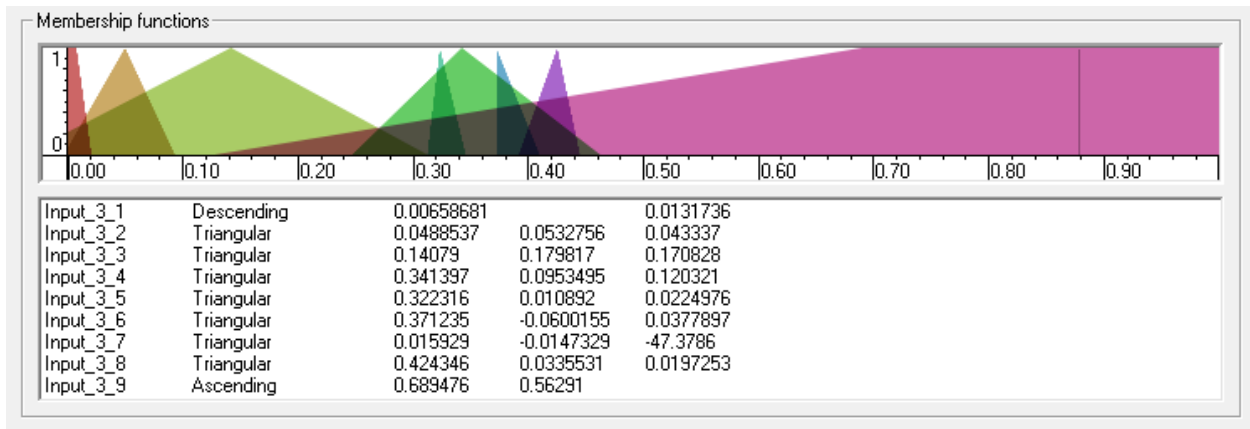 Membership functions
1
0
0.00 0.10 0.20 0.30 0.40 0.50 0.60 0.70 0.80 0.90
Input_3_1 Descending 0.00658681 0.0131736
Input_3_2 Triangular 0.0488537 0.0532756 0.043337
Input_3_3 Triangular 0.14079 0.179817 0.170828
Input_3_4 Triangular 0.341397 0.0953495 0.120321
Input_3_5 Triangular 0.322316 0.010892 0.0224976
Input_3_6 Triangular 0.371235 -0.0600155 0.0377897
Input_3_7 Triangular 0.015929 -0.0147329 -47.3786
Input_3_8 Triangular 0.424346 0.0335531 0.0197253
Input_3_9 Ascending 0.689476 0.56291